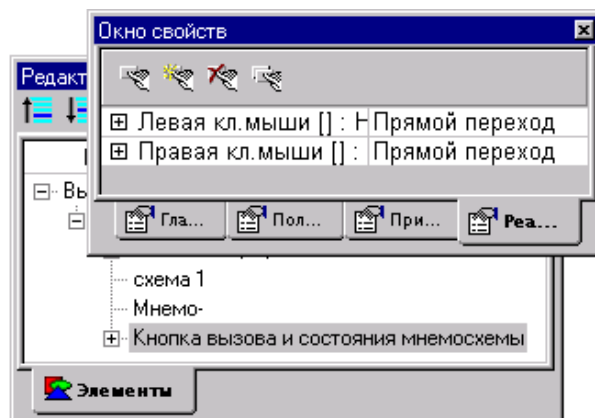 Окно свойств
Редакт
Левая кл.мыши [] : Н Прямой переход
Правая кл.мыши [] : Прямой переход
Вы
Гла... Пол... При... Реа...
схема 1
Мнемо-
Кнопка вызова и состояния мнемосхемы
Элементы